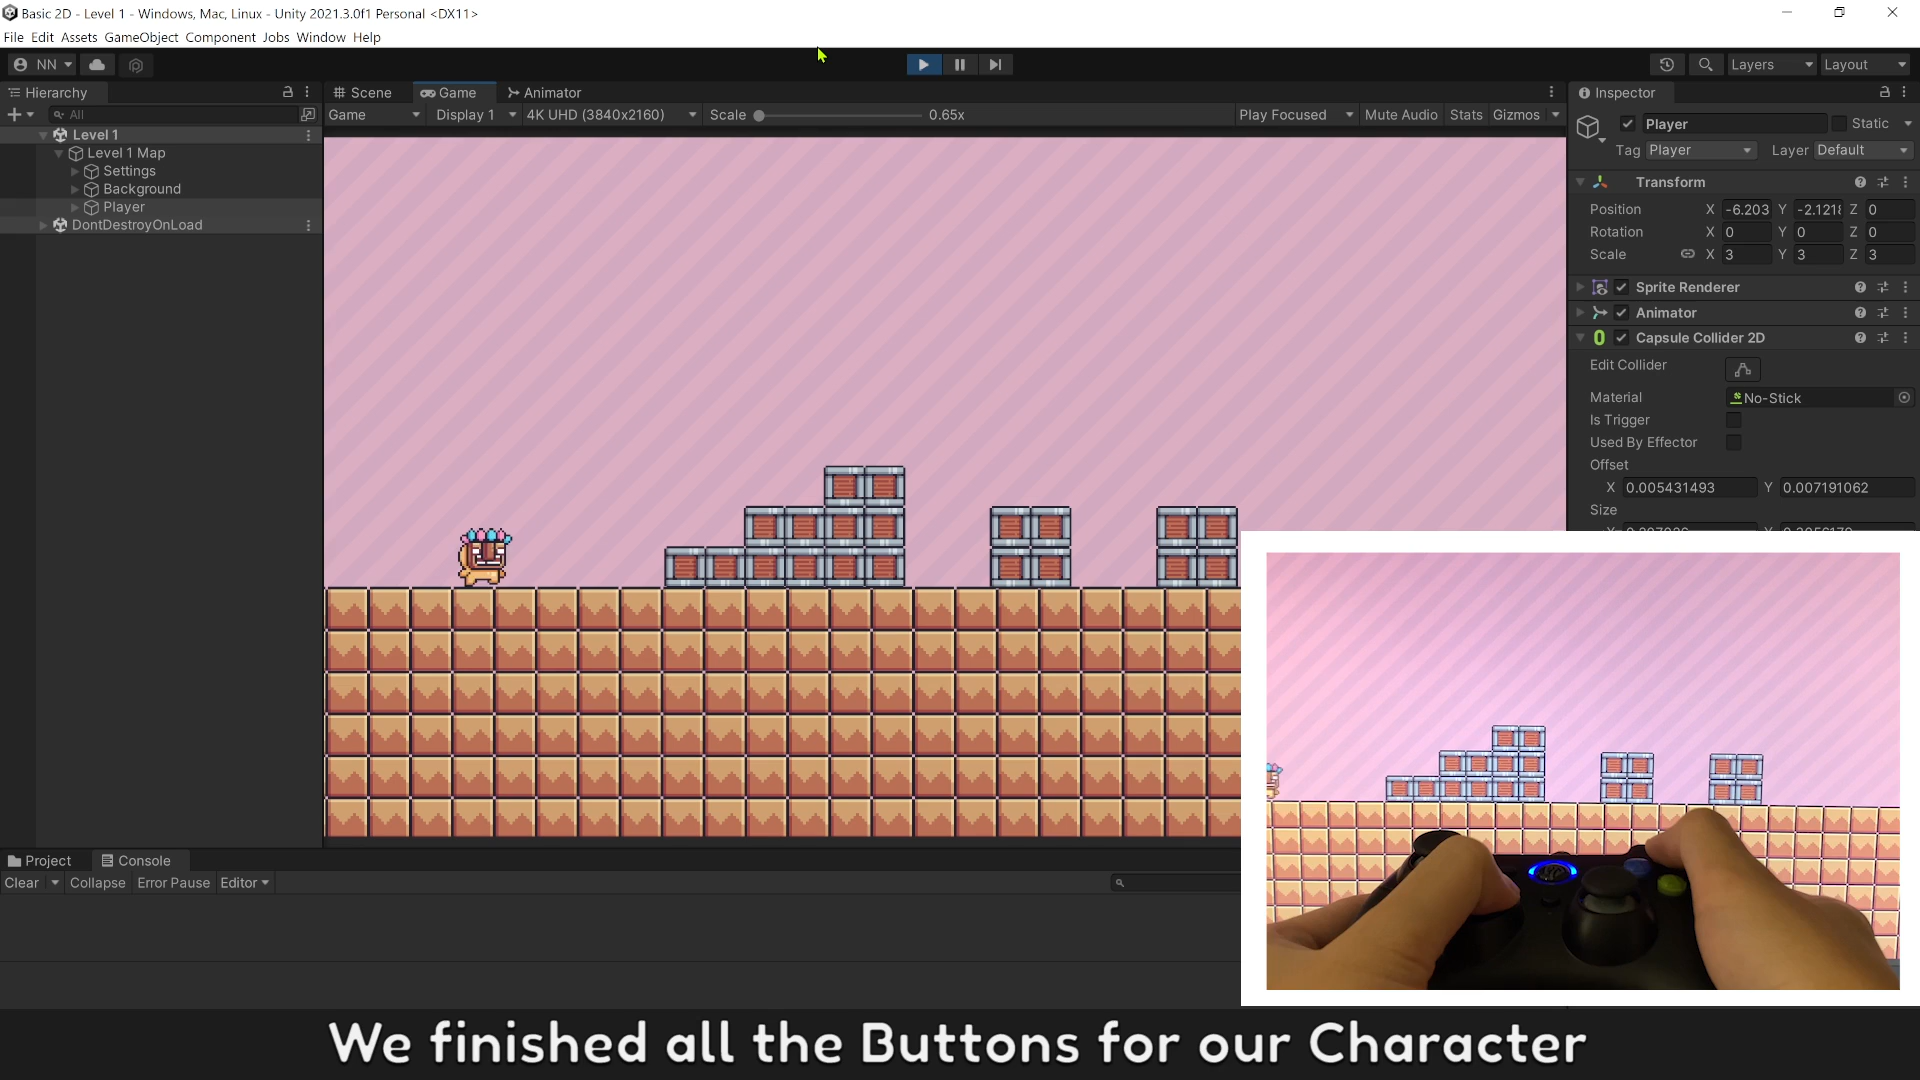 Basic 2D - Level 1 - Windows, Mac, Linux - Unity 2021.3.0f1 Personal <DX11>
File Edit Assets GameObject Component Jobs Window Help
NN
Layers
Layout
Hierarchy
Scene
Game
Animator
Inspector
All
Game
Display 1
4K UHD (3840x2160)
Scale
0.65x
Play Focused
Mute Audio
Stats
Gizmos
Level 1
Level 1 Map
Settings
Background
Player
DontDestroyOnLoad
Player
Static
Tag Player
Layer Default
Transform
Position X -6.203 Y Z 0
Rotation X 0 Y 0 Z 0
Scale X 3 Y 3 Z 3
Sprite Renderer
Animator
Capsule Collider 2D
Edit Collider
Material No-Stick
Is Trigger
Used By Effector
Offset
X 0.005431493 Y 0.007191062
Size
Project
Console
Clear
Collapse
Error Pause
Editor
We finished all the Buttons for our Character